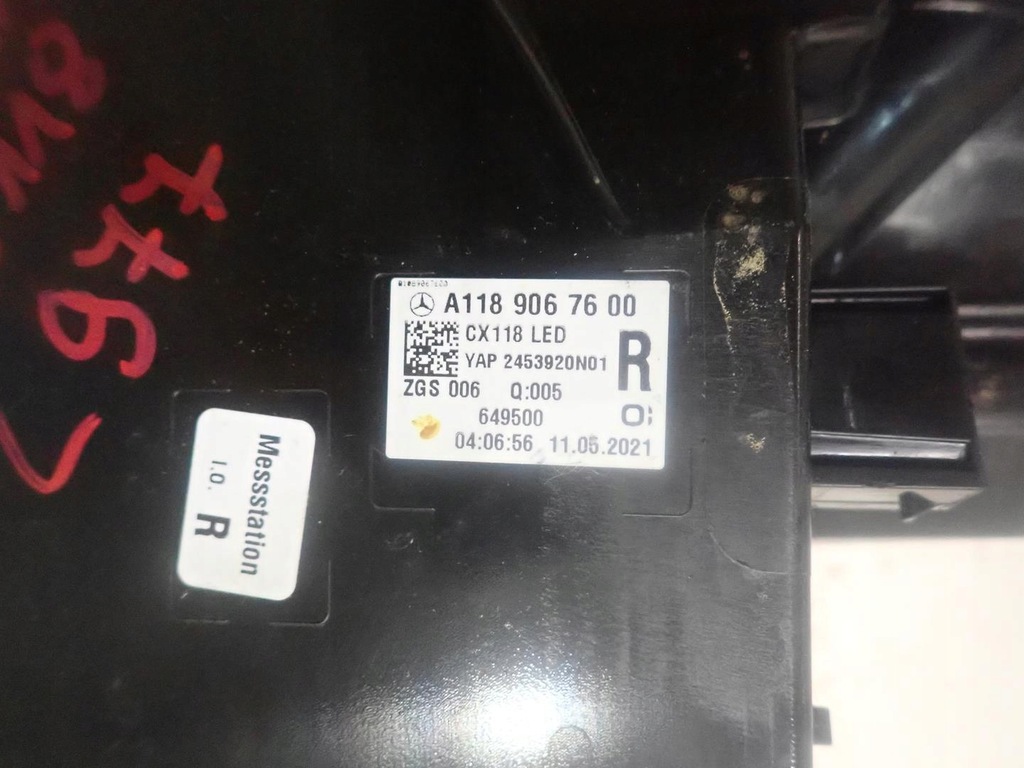 A118 906 76 00
CX118 LED
YAP 2453920N01
R
ZGS 006 Q:005
649500
04:06:56 11.05.2021
Messstation
I.O. R